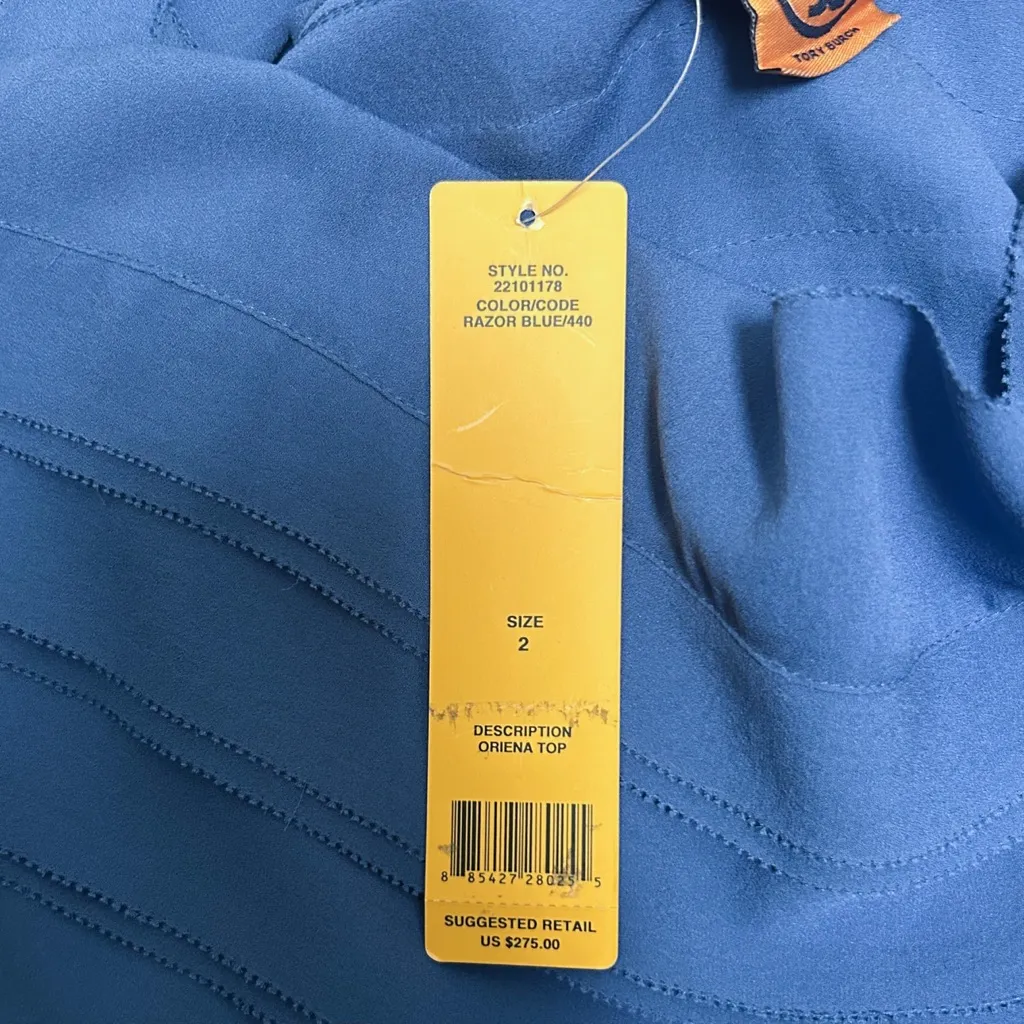 TORY BURCH
STYLE NO.
22101178
COLOR/CODE
RAZOR BLUE/440
SIZE
2
DESCRIPTION
ORIENA TOP
8 85427 28025 5
SUGGESTED RETAIL
US $275.00